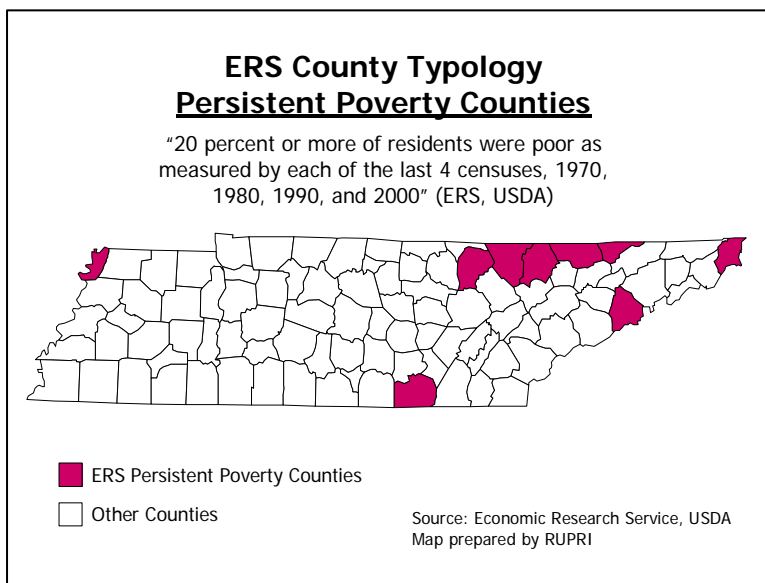 ERS County Typology
Persistent Poverty Counties
"20 percent or more of residents were poor as
measured by each of the last 4 censuses, 1970,
1980, 1990, and 2000" (ERS, USDA)
ERS Persistent Poverty Counties
Other Counties
Source: Economic Research Service, USDA
Map prepared by RUPRI